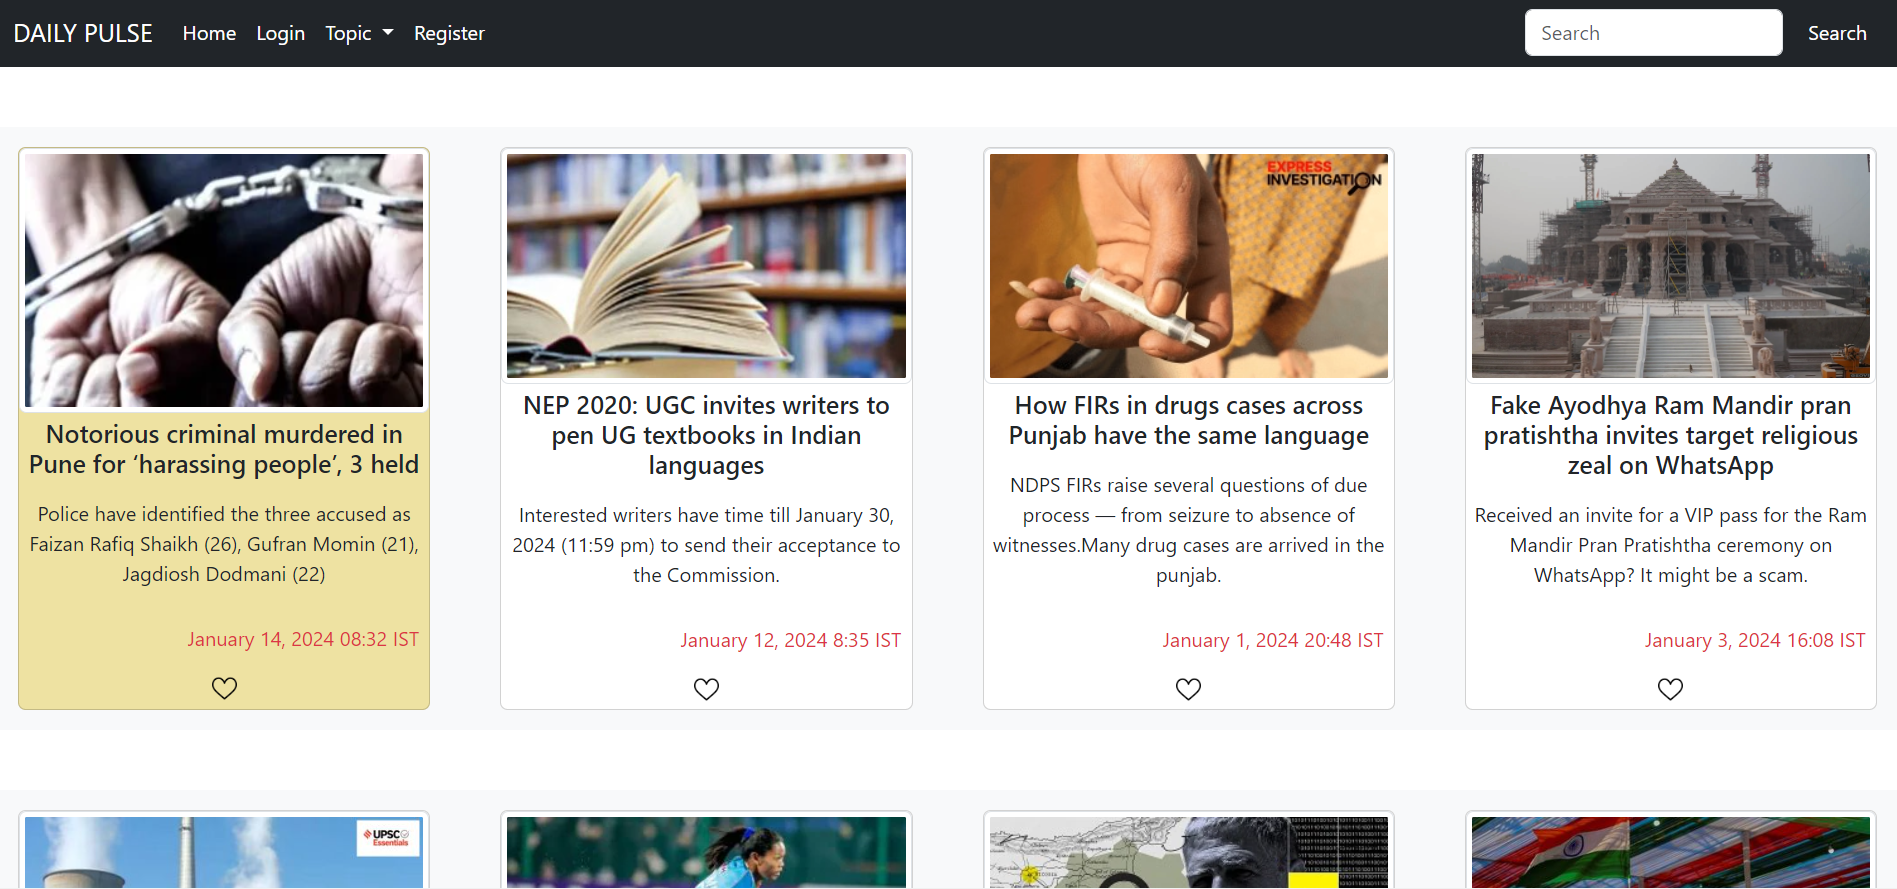 DAILY PULSE Home Login Topic Register Search Search
EXPRESS
INVESTIGATION
Notorious criminal murdered in
Pune for ‘harassing people’, 3 held
Police have identified the three accused as
Faizan Rafiq Shaikh (26), Gufran Momin (21),
Jagdiosh Dodmani (22)
January 14, 2024 08:32 IST
NEP 2020: UGC invites writers to
pen UG textbooks in Indian
languages
Interested writers have time till January 30,
2024 (11:59 pm) to send their acceptance to
the Commission.
January 12, 2024 8:35 IST
How FIRs in drugs cases across
Punjab have the same language
NDPS FIRs raise several questions of due
process — from seizure to absence of
witnesses.Many drug cases are arrived in the
punjab.
January 1, 2024 20:48 IST
Fake Ayodhya Ram Mandir pran
pratishtha invites target religious
zeal on WhatsApp
Received an invite for a VIP pass for the Ram
Mandir Pran Pratishtha ceremony on
WhatsApp? It might be a scam.
January 3, 2024 16:08 IST
UPSC
Essentials